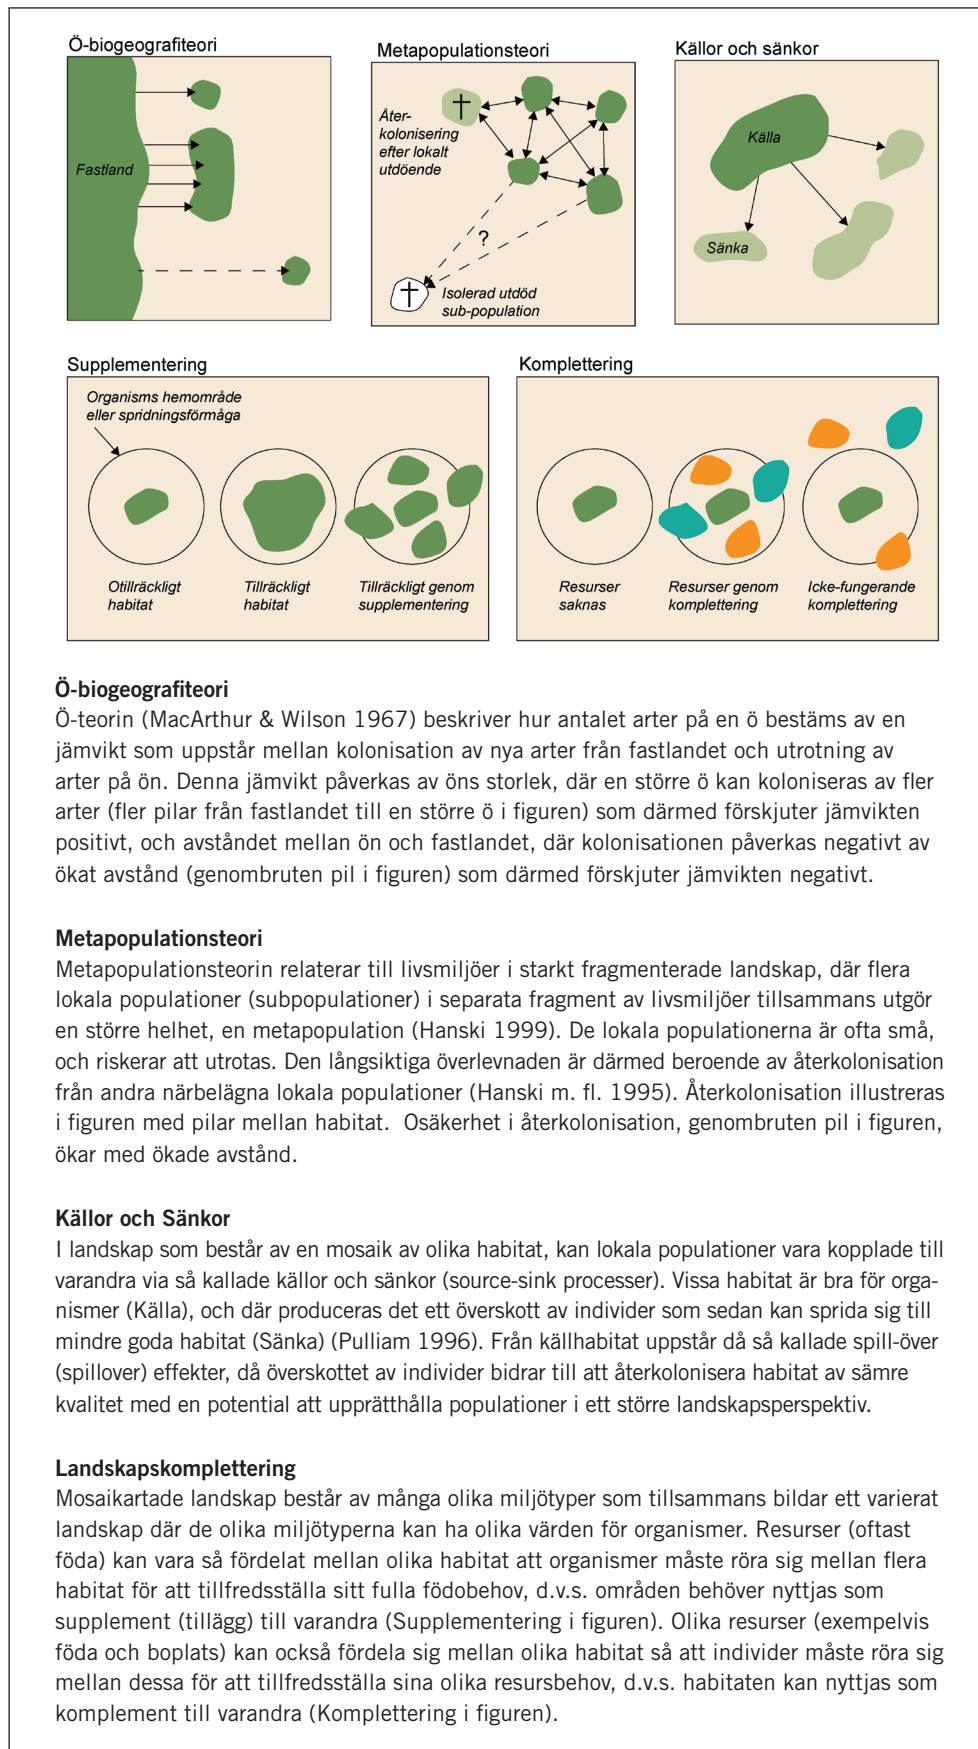 Ö-biogeografiteori
Metapopulationsteori
Källor och sänkor
Fastland
Åter-
kolonisering
efter lokalt
utdöende
?
Isolerad utdöd
sub-population
Källa
Sänka
Supplementering
Organisms hemområde
eller spridningsförmåga
Otillräckligt
habitat
Tillräckligt
habitat
Tillräckligt genom
supplementering
Komplettering
Resurser
saknas
Resurser genom
komplettering
Icke-fungerande
komplettering
Ö-biogeografiteori
Ö-teorin (MacArthur & Wilson 1967) beskriver hur antalet arter på en ö bestäms av en
jämvikt som uppstår mellan kolonisation av nya arter från fastlandet och utrotning av
arter på ön. Denna jämvikt påverkas av öns storlek, där en större ö kan koloniseras av fler
arter (fler pilar från fastlandet till en större ö i figuren) som därmed förskjuter jämvikten
positivt, och avståndet mellan ön och fastlandet, där kolonisationen påverkas negativt av
ökat avstånd (genombruten pil i figuren) som därmed förskjuter jämvikten negativt.
Metapopulationsteori
Metapopulationsteorin relaterar till livsmiljöer i starkt fragmenterade landskap, där flera
lokala populationer (subpopulationer) i separata fragment av livsmiljöer tillsammans utgör
en större helhet, en metapopulation (Hanski 1999). De lokala populationerna är ofta små,
och riskerar att utrotas. Den långsiktiga överlevnaden är därmed beroende av återkolonisation
från andra närbelägna lokala populationer (Hanski m. fl. 1995). Återkolonisation illustreras
i figuren med pilar mellan habitat. Osäkerhet i återkolonisation, genombruten pil i figuren,
ökar med ökade avstånd.
Källor och Sänkor
I landskap som består av en mosaik av olika habitat, kan lokala populationer vara kopplade till
varandra via så kallade källor och sänkor (source-sink processer). Vissa habitat är bra för orga-
nismer (Källa), och där produceras det ett överskott av individer som sedan kan sprida sig till
mindre goda habitat (Sänka) (Pulliam 1996). Från källhabitat uppstår då så kallade spill-över
(spillover) effekter, då överskottet av individer bidrar till att återkolonisera habitat av sämre
kvalitet med en potential att upprätthålla populationer i ett större landskapsperspektiv.
Landskapskomplettering
Mosaikartade landskap består av många olika miljötyper som tillsammans bildar ett varierat
landskap där de olika miljötyperna kan ha olika värden för organismer. Resurser (oftast
föda) kan vara så fördelat mellan olika habitat att organismer måste röra sig mellan flera
habitat för att tillfredsställa sitt fulla födobehov, d.v.s. områden behöver nyttjas som
supplement (tillägg) till varandra (Supplementering i figuren). Olika resurser (exempelvis
föda och boplats) kan också fördela sig mellan olika habitat så att individer måste röra sig
mellan dessa för att tillfredsställa sina olika resursbehov, d.v.s. habitaten kan nyttjas som
komplement till varandra (Komplettering i figuren).